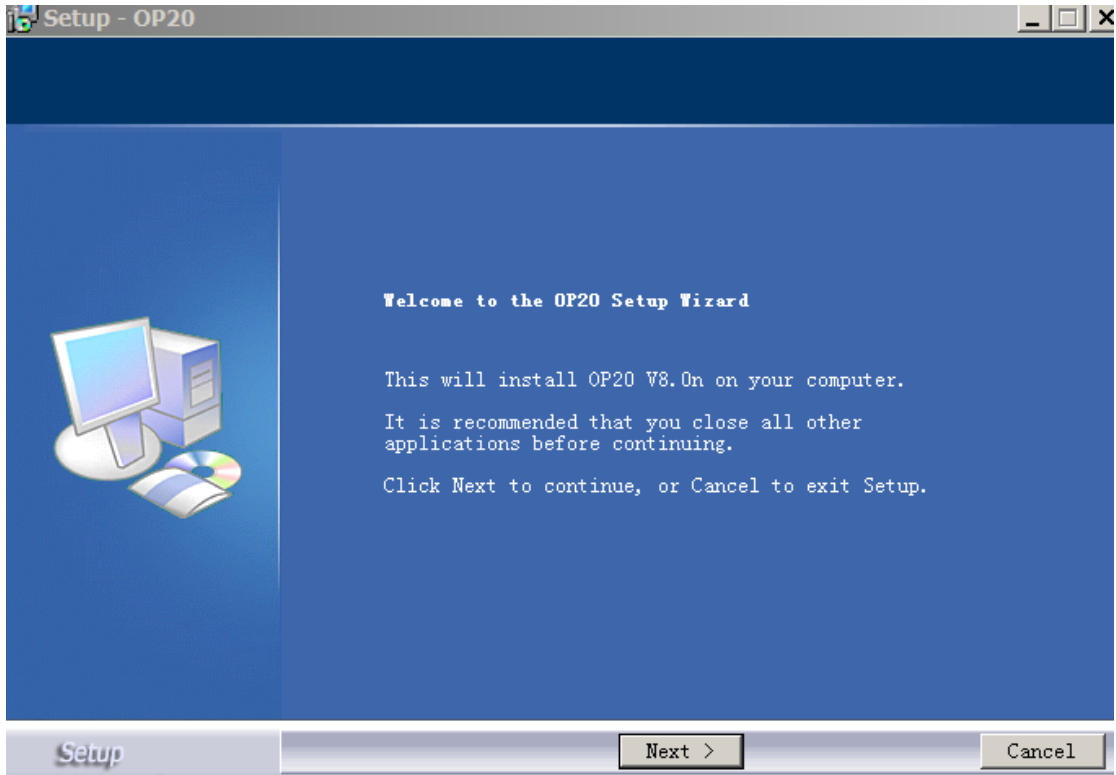 Setup - OP20
Welcome to the OP20 Setup Wizard
This will install OP20 V8.0n on your computer.
It is recommended that you close all other
applications before continuing.
Click Next to continue, or Cancel to exit Setup.
Setup
Next >
Cancel